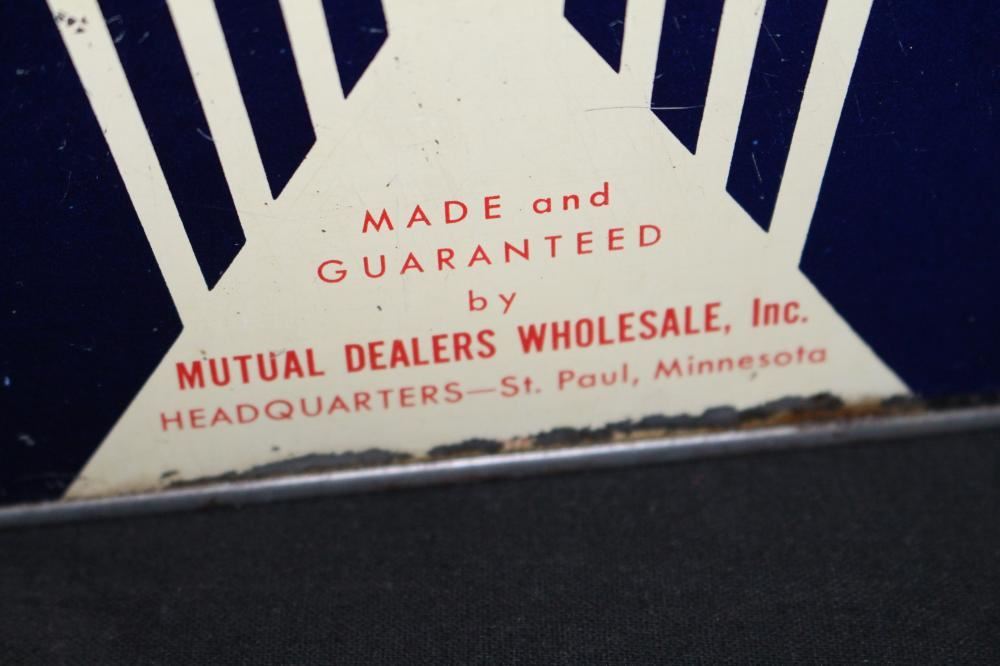 MADE and
GUARANTEED
by
MUTUAL DEALERS WHOLESALE, Inc.
HEADQUARTERS—St. Paul, Minnesota